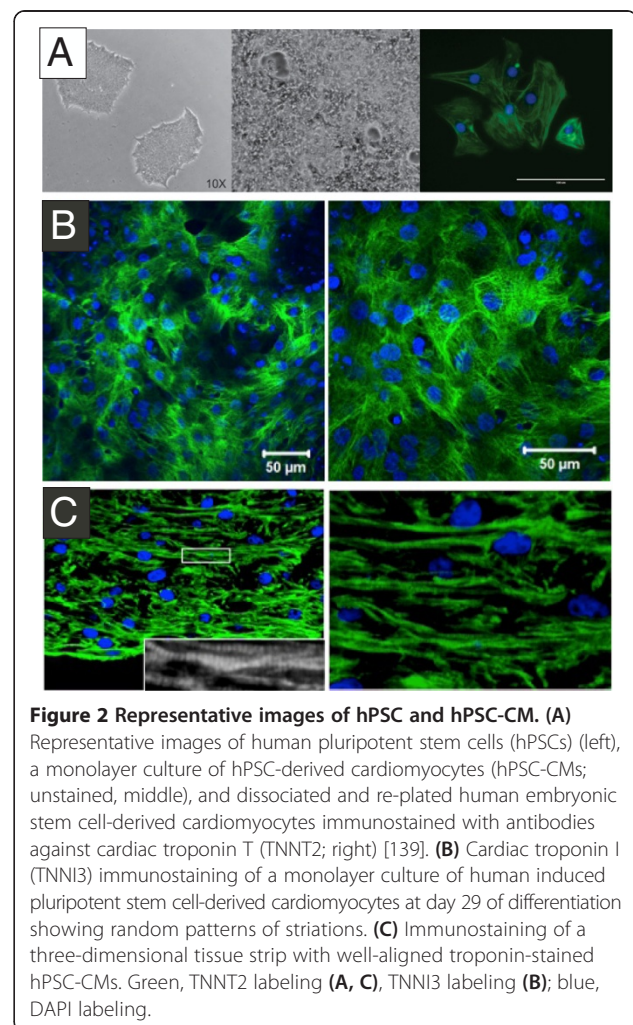 A
10X
B
50 µm
50 µm
C
Figure 2 Representative images of hPSC and hPSC-CM. (A)
Representative images of human pluripotent stem cells (hPSCs) (left),
a monolayer culture of hPSC-derived cardiomyocytes (hPSC-CMs;
unstained, middle), and dissociated and re-plated human embryonic
stem cell-derived cardiomyocytes immunostained with antibodies
against cardiac troponin T (TNNT2; right) [139]. (B) Cardiac troponin I
(TNNI3) immunostaining of a monolayer culture of human induced
pluripotent stem cell-derived cardiomyocytes at day 29 of differentiation
showing random patterns of striations. (C) Immunostaining of a
three-dimensional tissue strip with well-aligned troponin-stained
hPSC-CMs. Green, TNNT2 labeling (A, C), TNNI3 labeling (B); blue,
DAPI labeling.